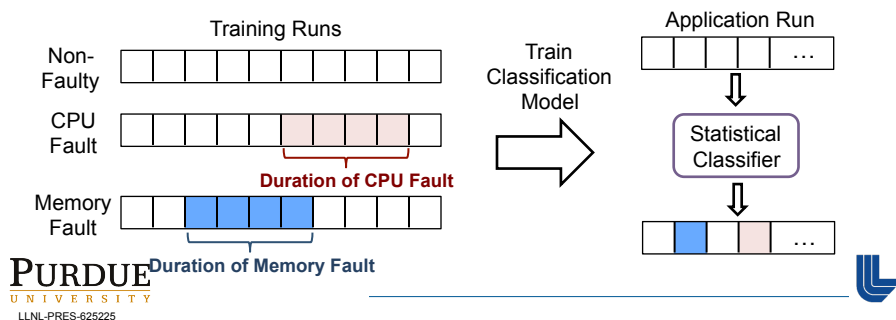 Training Runs
Non-
Faulty
CPU
Fault
Duration of CPU Fault
Memory
Fault
Duration of Memory Fault
Train
Classification
Model
Application Run
...
Statistical
Classifier
...
PURDUE
UNIVERSITY
LLNL-PRES-625225